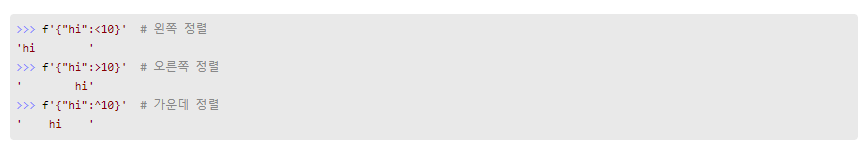 >>> f'{"hi":<10}'  # 왼쪽 정렬
'hi        '
>>> f'{"hi":>10}'  # 오른쪽 정렬
'        hi'
>>> f'{"hi":^10}'  # 가운데 정렬
'    hi    '